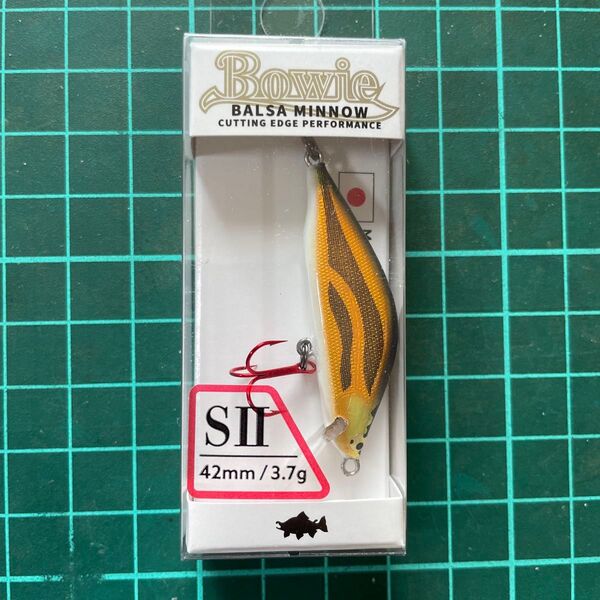 Bowie
BALSA MINNOW
CUTTING EDGE PERFORMANCE
M
SII
42mm / 3.7g